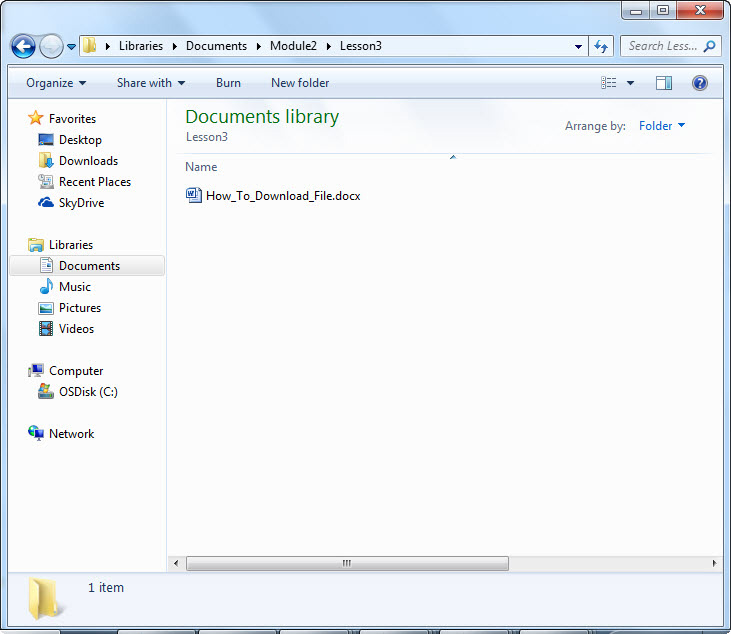 Libraries Documents Module2 Lesson3 Search Less...
Organize Share with Burn New folder
Favorites
Desktop
Downloads
Recent Places
SkyDrive
Libraries
Documents
Music
Pictures
Videos
Computer
OSDisk (C:)
Network
Documents library
Lesson3
Arrange by: Folder
Name
How_To_Download_File.docx
1 item